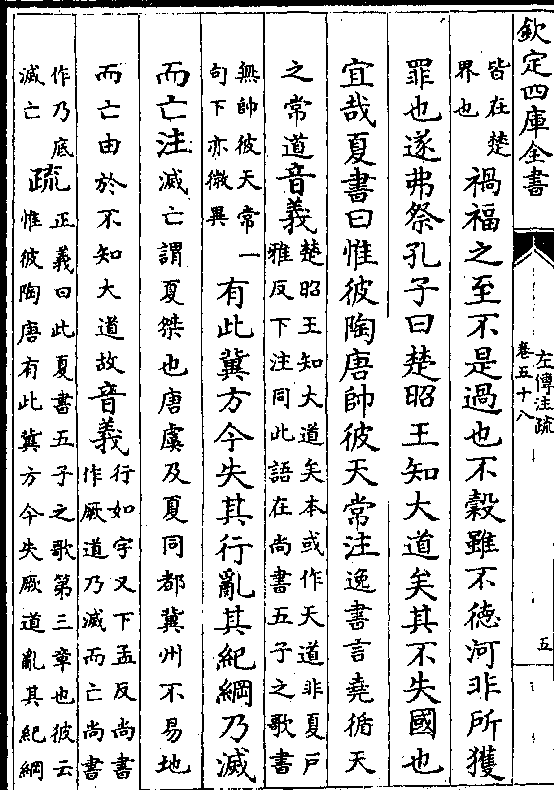 欽定四庫全書
左傳注疏
卷五十八
五
皆在楚
界也
禍福之至不是過也不穀雖不德河非所獲
罪也遂弗祭孔子曰楚昭王知大道矣其不失國也
宜哉夏書曰惟彼陶唐帥彼天常注逸書言堯循天
之常道音義
楚昭王知大道矣本或作天道非夏戸
雅反下注同此語在尚書五子之歌書
無帥彼天常一
句下亦微異
有此冀方今失其行亂其紀綱乃滅
而亡注滅亡謂夏桀也唐虞及夏同都冀州不易地
而亡由於不知大道故音義
行如字又下孟反尚書
作厥道乃滅而亡尚書
作乃底
滅亡
疏
正義曰此夏書五子之歌第三章也彼云
惟彼陶唐有此冀方今失厥道亂其紀綱